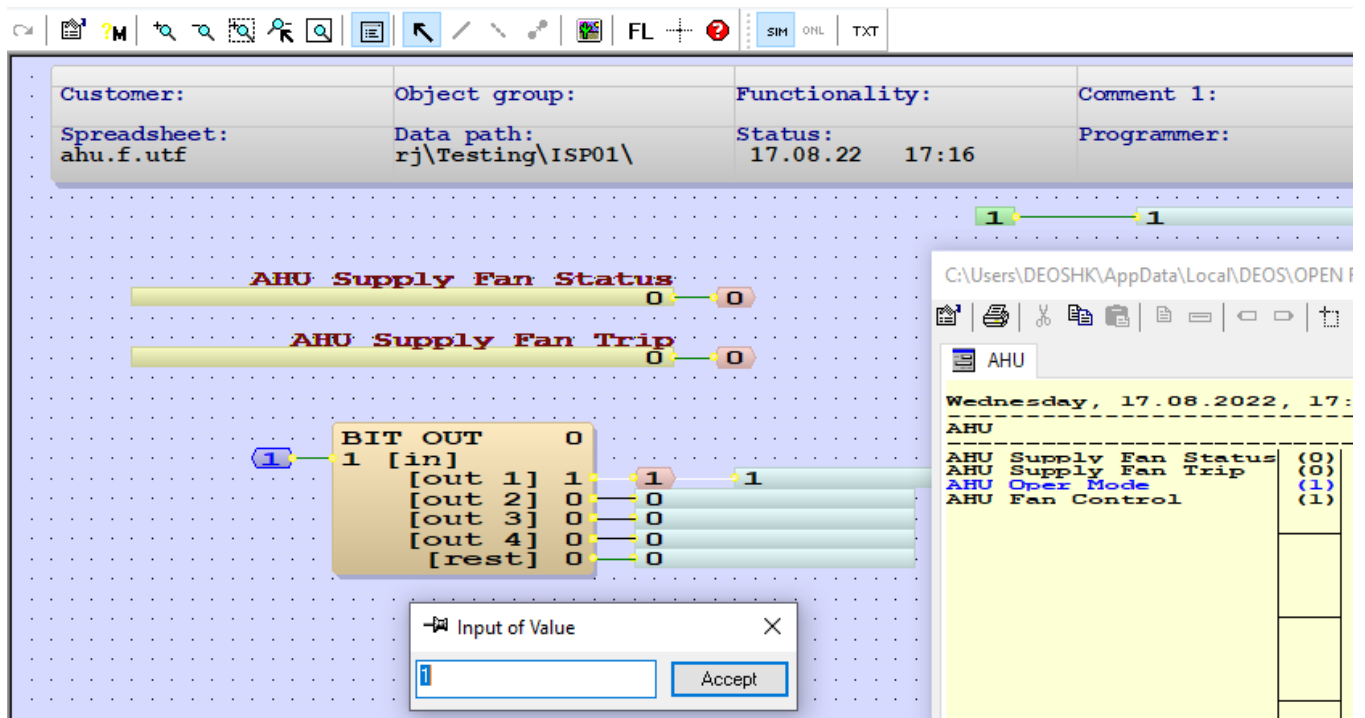 ?M FL ? SIM ONL TXT
Customer: Object group: Functionality: Comment 1:
Spreadsheet: Data path: Status: Programmer:
ahu.f.utf rj\Testing\ISP01\ 17.08.22 17:16
1 1
AHU Supply Fan Status
0 0
AHU Supply Fan Trip
0 0
BIT OUT 0
1 1 [in]
[out 1] 1 1 1
[out 2] 0 0
[out 3] 0 0
[out 4] 0 0
[rest] 0 0
Input of Value
1 Accept
C:\Users\DEOSHK\AppData\Local\DEOS\OPEN
AHU
Wednesday, 17.08.2022, 17:
AHU
AHU Supply Fan Status (0)
AHU Supply Fan Trip (0)
AHU Oper Mode (1)
AHU Fan Control (1)